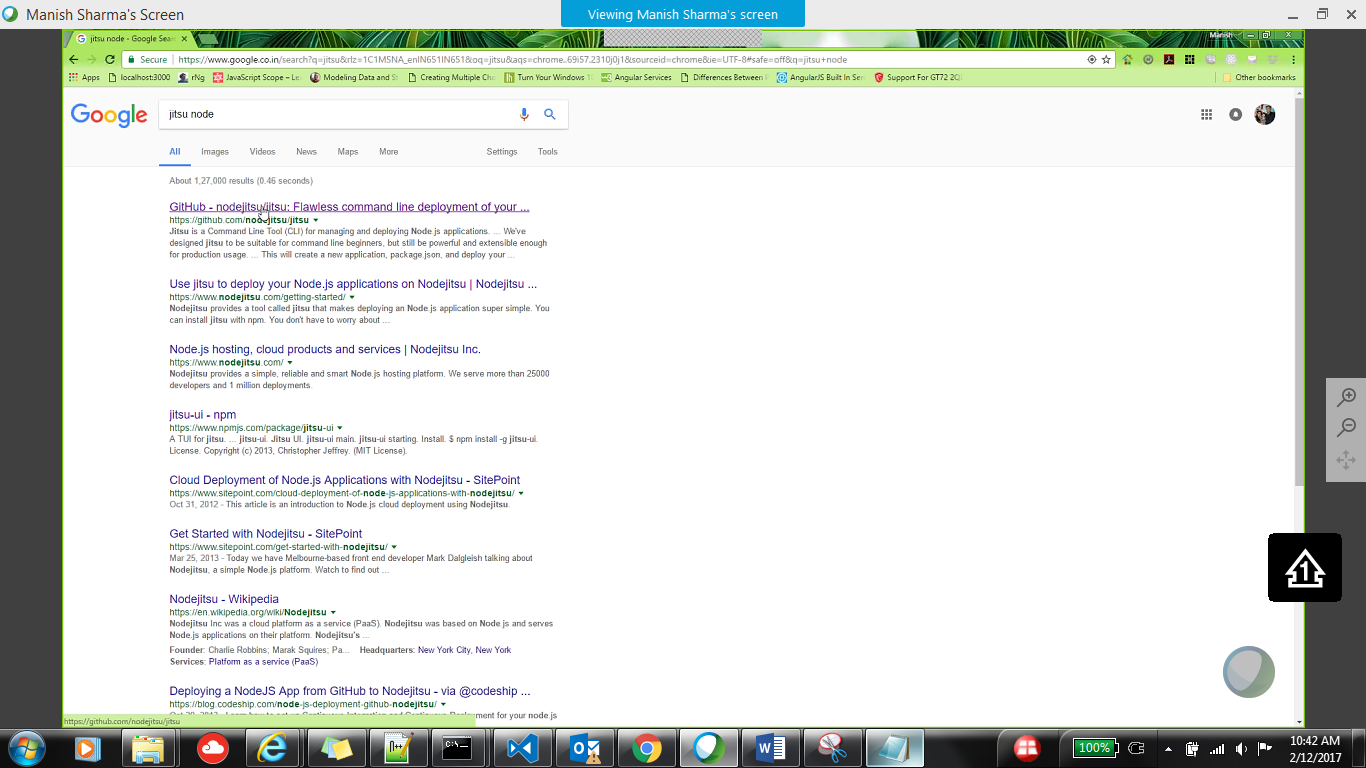 Manish Sharma's Screen
Viewing Manish Sharma's screen
jitsu node - Google Sear
Manish
Secure https://www.google.co.in/search?q=jitsu&rlz=1C1MSNA_enIN651IN651&oq=jitsu&aqs=chrome..69i57.2310j0j1&sourceid=chrome&ie=UTF-8#safe=off&q=jitsu+node
Apps localhost:3000 rNg JavaScript Scope – Le Modeling Data and S Creating Multiple Cho Turn Your Windows 1 Angular Services Differences Between AngularJS Built In Ser Support For GT72 2Q Other bookmarks
Google
jitsu node
All Images Videos News Maps More Settings Tools
About 1,27,000 results (0.46 seconds)
GitHub - nodejitsu/jitsu: Flawless command line deployment of your ...
https://github.com/nodejitsu/jitsu
Jitsu is a Command Line Tool (CLI) for managing and deploying Node.js applications. ... We've
designed jitsu to be suitable for command line beginners, but still be powerful and extensible enough
for production usage. ... This will create a new application, package json, and deploy your ...
Use jitsu to deploy your Node.js applications on Nodejitsu | Nodejitsu ...
https://www.nodejitsu.com/getting-started/
Nodejitsu provides a tool called jitsu that makes deploying an Node.js application super simple. You
can install jitsu with npm. You don't have to worry about ...
Node.js hosting, cloud products and services | Nodejitsu Inc.
https://www.nodejitsu.com/
Nodejitsu provides a simple, reliable and smart Node.js hosting platform. We serve more than 25000
developers and 1 million deployments.
jitsu-ui - npm
https://www.npmjs.com/package/jitsu-ui
A TUI for jitsu. ... jitsu-ui. Jitsu UI. jitsu-ui main. jitsu-ui starting. Install. $ npm install -g jitsu-ui.
License. Copyright (c) 2013, Christopher Jeffrey. (MIT License).
Cloud Deployment of Node.js Applications with Nodejitsu - SitePoint
https://www.sitepoint.com/cloud-deployment-of-node-js-applications-with-nodejitsu/
Oct 31, 2012 - This article is an introduction to Node.js cloud deployment using Nodejitsu.
Get Started with Nodejitsu - SitePoint
https://www.sitepoint.com/get-started-with-nodejitsu/
Mar 25, 2013 - Today we have Melbourne-based front end developer Mark Dalgleish talking about
Nodejitsu, a simple Node.js platform. Watch to find out ...
Nodejitsu - Wikipedia
https://en.wikipedia.org/wiki/Nodejitsu
Nodejitsu Inc was a cloud platform as a service (PaaS). Nodejitsu was based on Node.js and serves
Node.js applications on their platform. Nodejitsu's ...
Founder: Charlie Robbins; Marak Squires; Pa... Headquarters: New York City, New York
Services: Platform as a service (PaaS)
Deploying a NodeJS App from GitHub to Nodejitsu - via @codeship ...
https://blog.codeship.com/node-js-deployment-github-nodejitsu/
ment for your node.js
https://github.com/nodejitsu/jitsu
1
100%
10:42 AM
2/12/2017